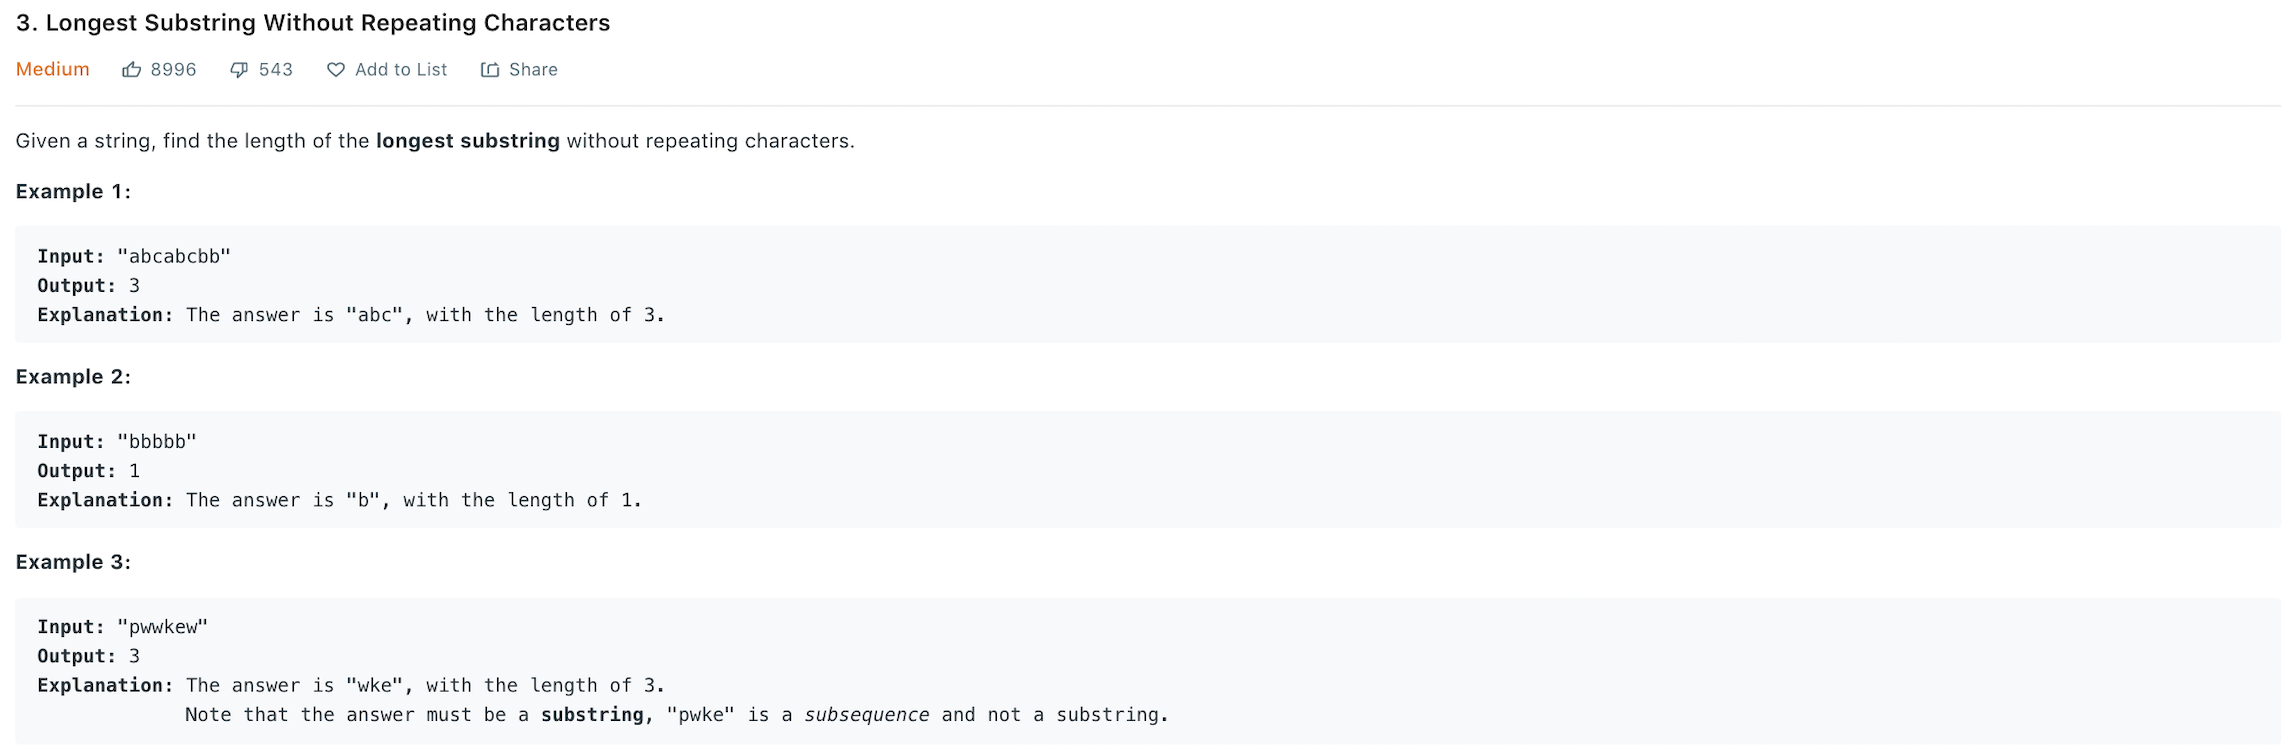 3. Longest Substring Without Repeating Characters
Medium 8996 543 Add to List Share
Given a string, find the length of the longest substring without repeating characters.
Example 1:
Input: "abcabcbb"
Output: 3
Explanation: The answer is "abc", with the length of 3.
Example 2:
Input: "bbbbb"
Output: 1
Explanation: The answer is "b", with the length of 1.
Example 3:
Input: "pwwkew"
Output: 3
Explanation: The answer is "wke", with the length of 3.
Note that the answer must be a substring, "pwke" is a subsequence and not a substring.